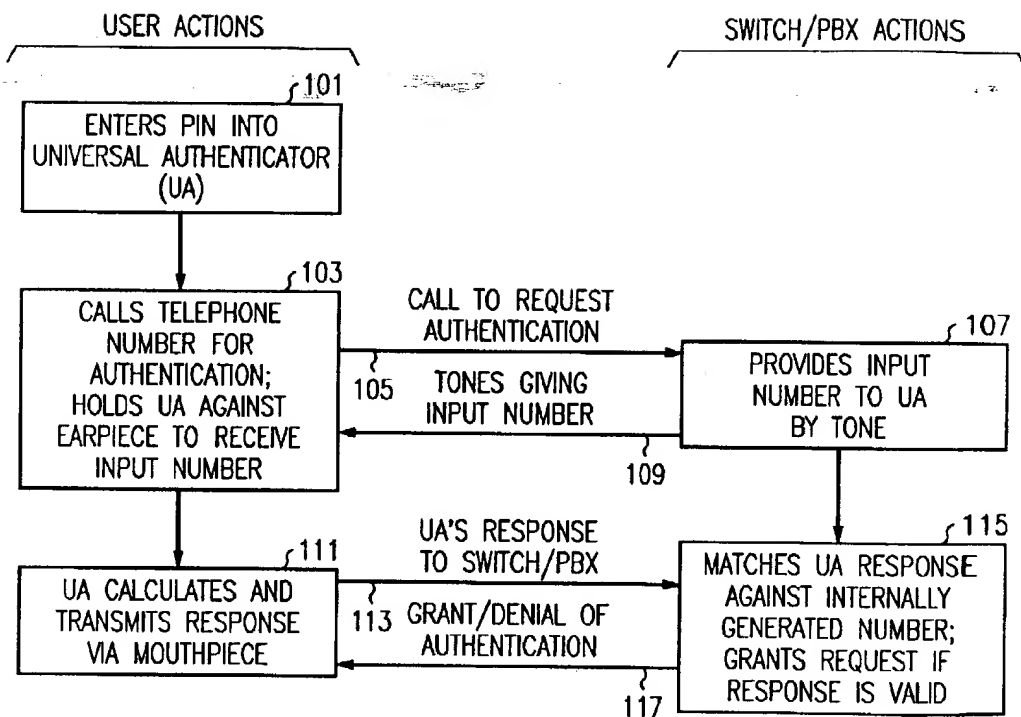 USER ACTIONS
SWITCH/PBX ACTIONS
101
ENTERS PIN INTO
UNIVERSAL AUTHENTICATOR
(UA)
103
CALLS TELEPHONE
NUMBER FOR
AUTHENTICATION;
HOLDS UA AGAINST
EARPIECE TO RECEIVE
INPUT NUMBER
CALL TO REQUEST
AUTHENTICATION
105
TONES GIVING
INPUT NUMBER
109
107
PROVIDES INPUT
NUMBER TO UA
BY TONE
111
UA CALCULATES AND
TRANSMITS RESPONSE
VIA MOUTHPIECE
UA'S RESPONSE
TO SWITCH/PBX
113
GRANT/DENIAL OF
AUTHENTICATION
117
115
MATCHES UA RESPONSE
AGAINST INTERNALLY
GENERATED NUMBER;
GRANTS REQUEST IF
RESPONSE IS VALID